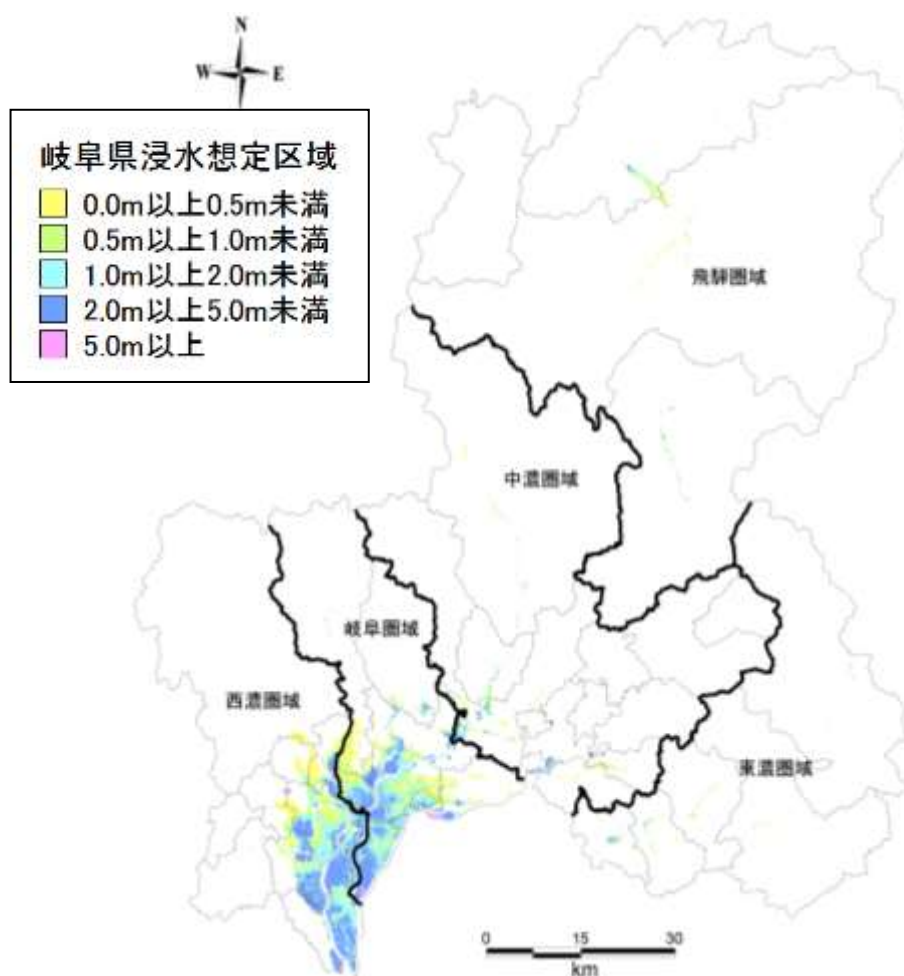 N
W E
岐阜県浸水想定区域
0.0m以上0.5m未満
0.5m以上1.0m未満
1.0m以上2.0m未満
2.0m以上5.0m未満
5.0m以上
飛騨圏域
中濃圏域
岐阜圏域
西濃圏域
東濃圏域
0 15 30
km